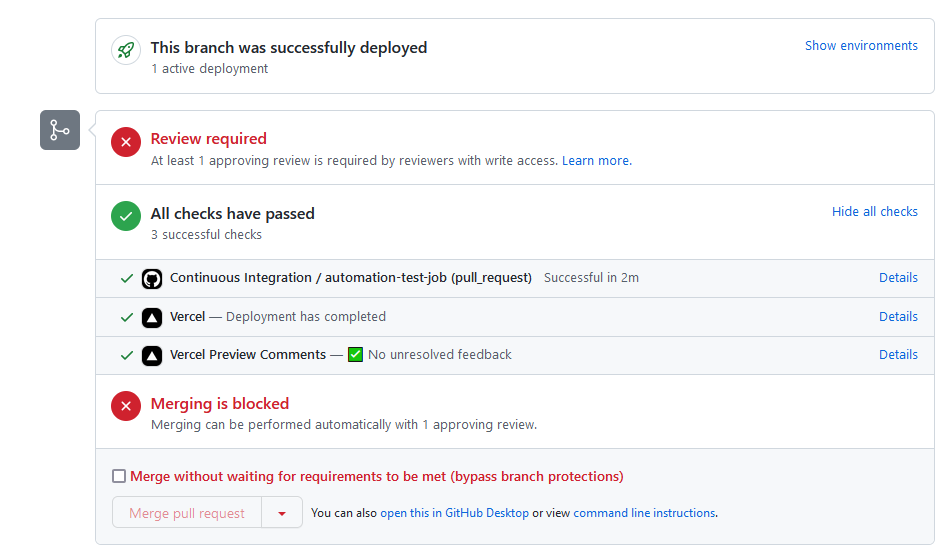 This branch was successfully deployed
Show environments
1 active deployment
Review required
At least 1 approving review is required by reviewers with write access. Learn more.
All checks have passed
Hide all checks
3 successful checks
Continuous Integration / automation-test-job (pull_request) Successful in 2m
Details
Vercel — Deployment has completed
Details
Vercel Preview Comments — ✅ No unresolved feedback
Details
Merging is blocked
Merging can be performed automatically with 1 approving review.
Merge without waiting for requirements to be met (bypass branch protections)
Merge pull request
You can also open this in GitHub Desktop or view command line instructions.